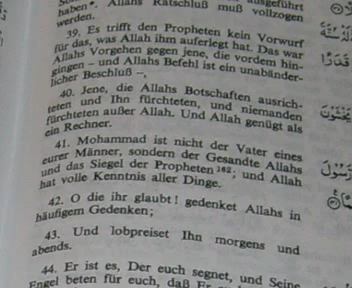 ausgeführt
haben". Allahs Ratschluß muß vollzogen
werden.
39. Es trifft den Propheten kein Vorwurf
für das, was Allah ihm auferlegt hat. Das war
Allahs Vorgehen gegen jene, die vordem hin-
gingen – und Allahs Befehl ist ein unabänder-
licher Beschluß –,
40. Jene, die Allahs Botschaften ausrich-
teten und Ihn fürchteten, und niemanden
fürchteten außer Allah. Und Allah genügt als
ein Rechner.
41. Mohammad ist nicht der Vater eines
eurer Männer, sondern der Gesandte Allahs
und das Siegel der Propheten¹⁸²; und Allah
hat volle Kenntnis aller Dinge.
42. O die ihr glaubt! gedenket Allahs in
häufigem Gedenken;
43. Und lobpreiset Ihn morgens und
abends.
44. Er ist es, Der euch segnet, und Seine
Engel beten für euch, daß Er